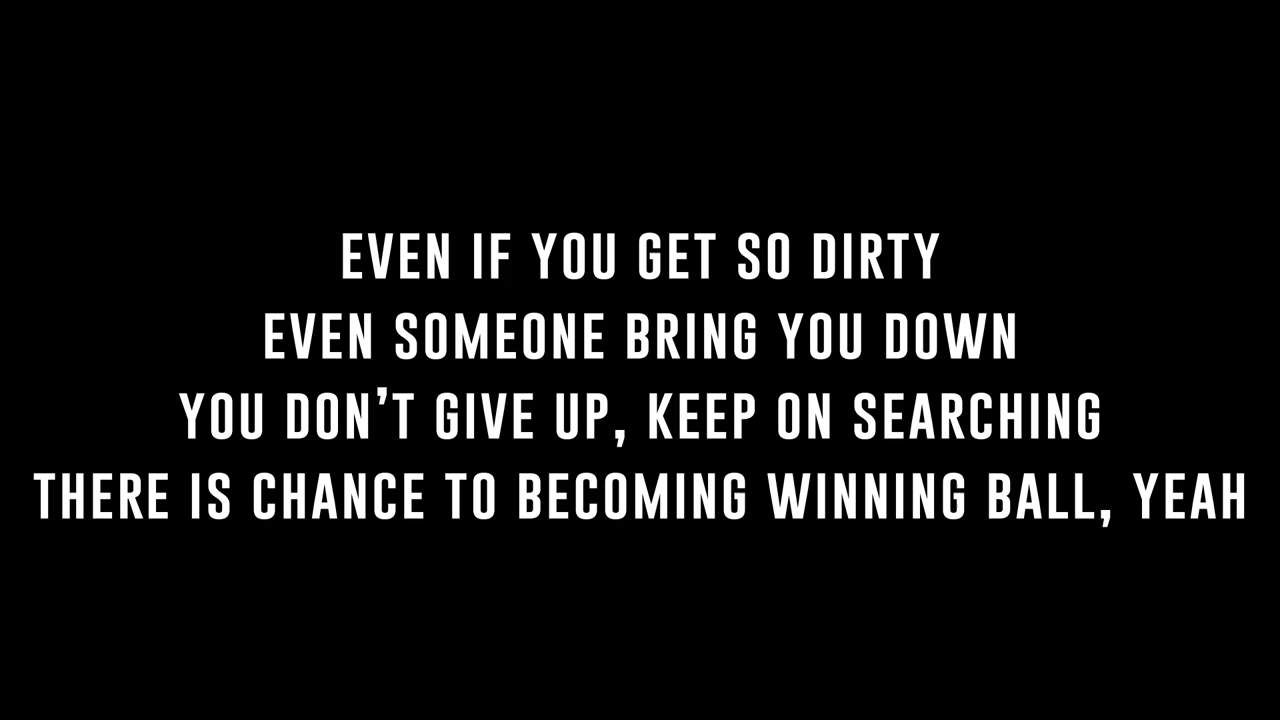 EVEN IF YOU GET SO DIRTY
EVEN SOMEONE BRING YOU DOWN
YOU DON’T GIVE UP, KEEP ON SEARCHING
THERE IS CHANCE TO BECOMING WINNING BALL, YEAH